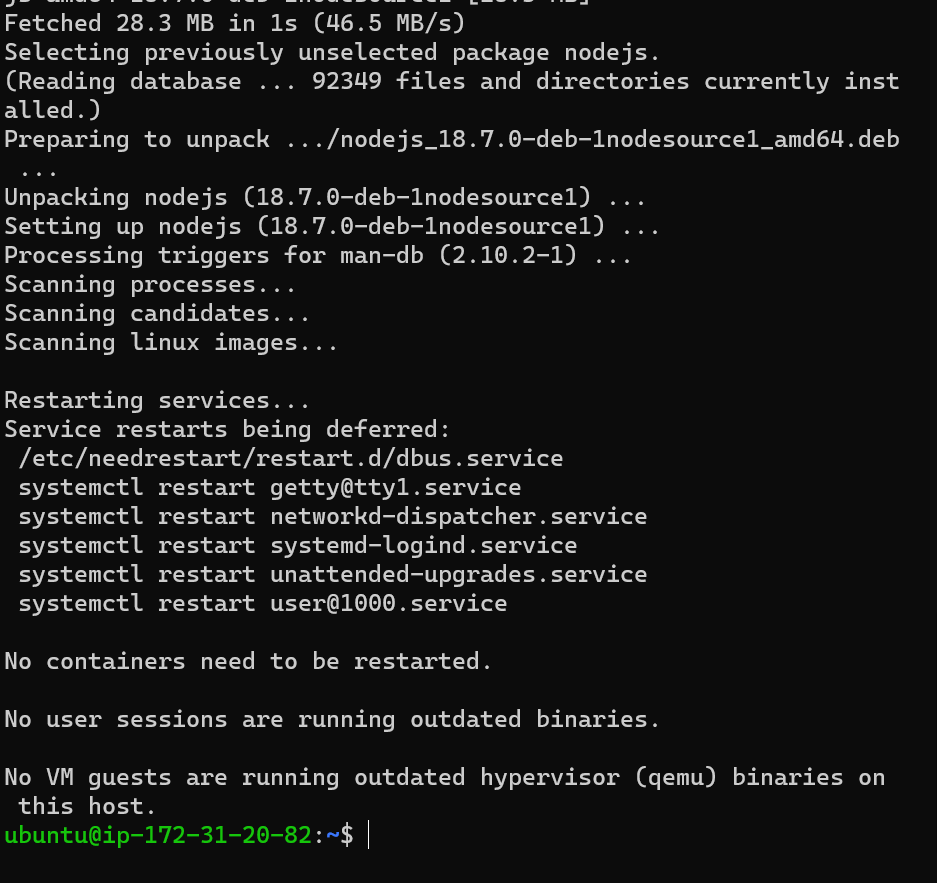 Fetched 28.3 MB in 1s (46.5 MB/s)
Selecting previously unselected package nodejs.
(Reading database ... 92349 files and directories currently inst
alled.)
Preparing to unpack .../nodejs_18.7.0-deb-1nodesource1_amd64.deb
 ...
Unpacking nodejs (18.7.0-deb-1nodesource1) ...
Setting up nodejs (18.7.0-deb-1nodesource1) ...
Processing triggers for man-db (2.10.2-1) ...
Scanning processes...
Scanning candidates...
Scanning linux images...

Restarting services...
Service restarts being deferred:
 /etc/needrestart/restart.d/dbus.service
 systemctl restart getty@tty1.service
 systemctl restart networkd-dispatcher.service
 systemctl restart systemd-logind.service
 systemctl restart unattended-upgrades.service
 systemctl restart user@1000.service

No containers need to be restarted.

No user sessions are running outdated binaries.

No VM guests are running outdated hypervisor (qemu) binaries on
 this host.
ubuntu@ip-172-31-20-82:~$